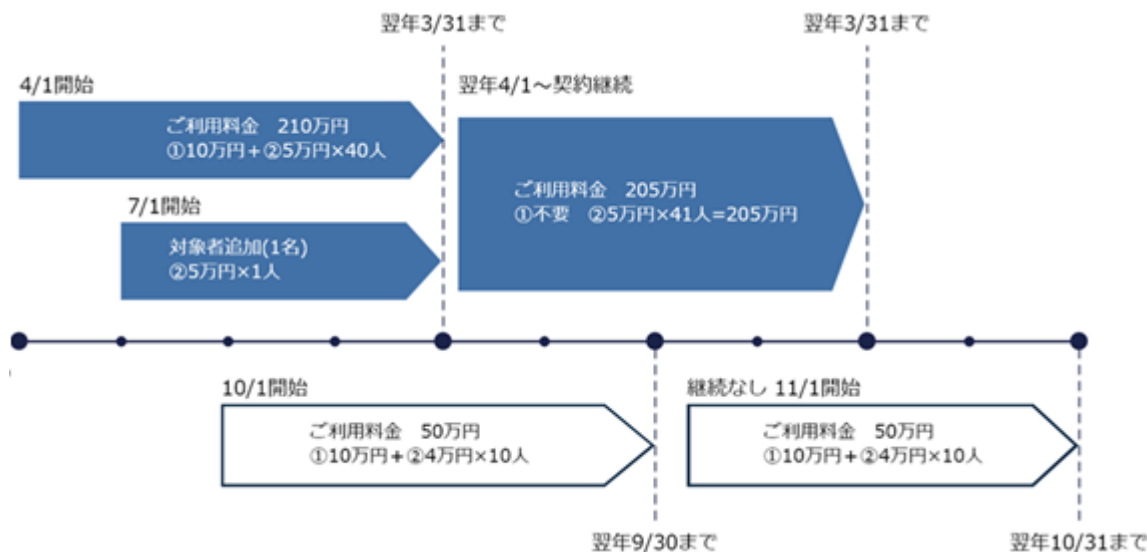 翌年3/31まで
翌年3/31まで
4/1開始
翌年4/1～契約継続
ご利用料金　210万円
①10万円＋②5万円×40人
ご利用料金　205万円
①不要　②5万円×41人=205万円
7/1開始
対象者追加(1名)
②5万円×1人
10/1開始
継続なし 11/1開始
ご利用料金　50万円
①10万円＋②4万円×10人
ご利用料金　50万円
①10万円＋②4万円×10人
翌年9/30まで
翌年10/31まで